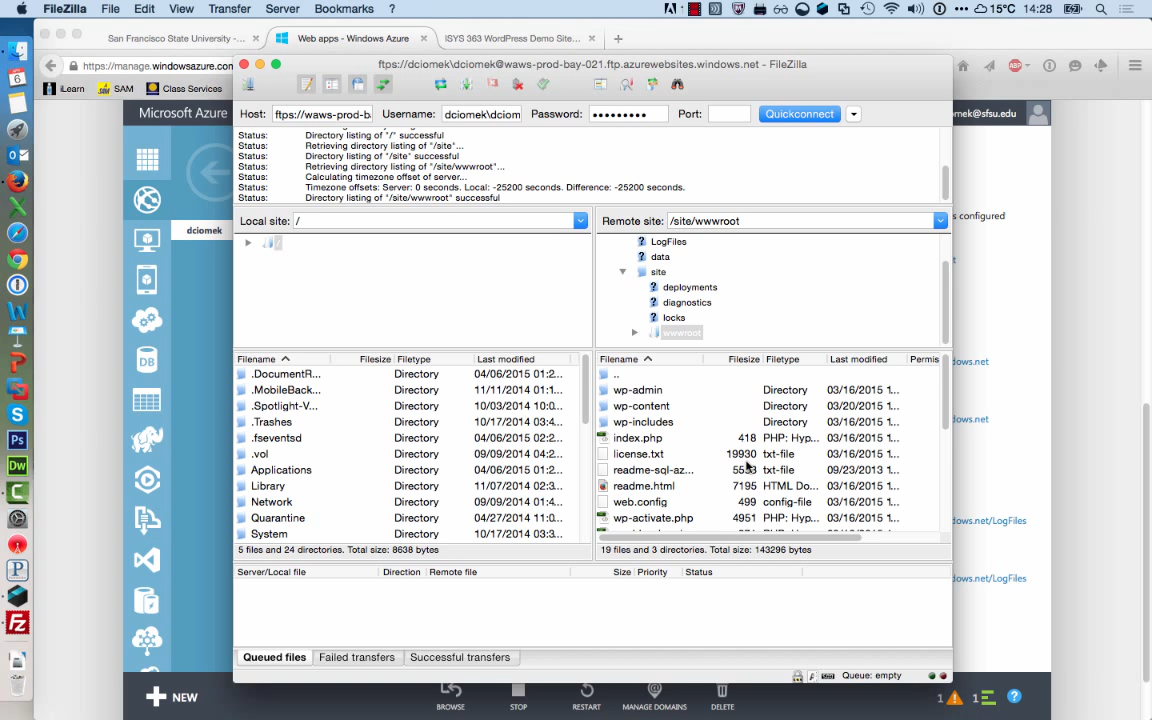 FileZilla File Edit View Transfer Server Bookmarks ? 15°C 14:28
San Francisco State University -... Web apps - Windows Azure ISYS 363 WordPress Demo Site...
https://manage.windowsazure.com
iLearn SAM Class Services
ftps://dciomek\dciomek@waws-prod-bay-021.ftp.azurewebsites.windows.net - FileZilla
Microsoft Azure
mek@sfsu.edu
Host: ftps://waws-prod-b Username: dciomek\dciom Password: ●●●●●●●●● Port: Quickconnect
Status: Directory listing of "/" successful
Status: Retrieving directory listing of "/site"...
Status: Directory listing of "/site" successful
Status: Retrieving directory listing of "/site/wwwroot"...
Status: Calculating timezone offset of server...
Status: Timezone offsets: Server: 0 seconds. Local: -25200 seconds. Difference: -25200 seconds.
Status: Directory listing of "/site/wwwroot" successful
s configured
dciomek
Local site: /
/
Remote site: /site/wwwroot
LogFiles
data
site
deployments
diagnostics
locks
wwwroot
Filename Filesize Filetype Last modified
.DocumentR... Directory 04/06/2015 01:2...
.MobileBack... Directory 11/11/2014 01:1...
.Spotlight-V... Directory 10/03/2014 10:0...
.Trashes Directory 10/17/2014 03:4...
.fseventsd Directory 04/06/2015 02:2...
.vol Directory 09/09/2014 01:4...
Applications Directory 04/06/2015 01:2...
Library Directory 11/07/2014 02:3...
Network Directory 09/09/2014 01:4...
Quarantine Directory 04/27/2014 11:0...
System Directory 10/17/2014 03:3...
5 files and 24 directories. Total size: 8638 bytes
Filename Filesize Filetype Last modified Permis
..
wp-admin Directory 03/16/2015 1...
wp-content Directory 03/20/2015 1...
wp-includes Directory 03/16/2015 1...
index.php 418 PHP: Hyp... 03/16/2015 1...
license.txt 19930 txt-file 03/16/2015 1...
readme-sql-az... txt-file 09/23/2013 1...
readme.html 7195 HTML Do... 03/16/2015 1...
web.config 499 config-file 03/16/2015 1...
wp-activate.php 4951 PHP: Hyp... 03/16/2015 1...
19 files and 3 directories. Total size: 143296 bytes
dows.net
dows.net
dows.net/LogFiles
dows.net/LogFiles
DB
Server/Local file Direction Remote file Size Priority Status
Queued files Failed transfers Successful transfers
Queue: empty
NEW BROWSE STOP RESTART MANAGE DOMAINS DELETE 1 1 ?